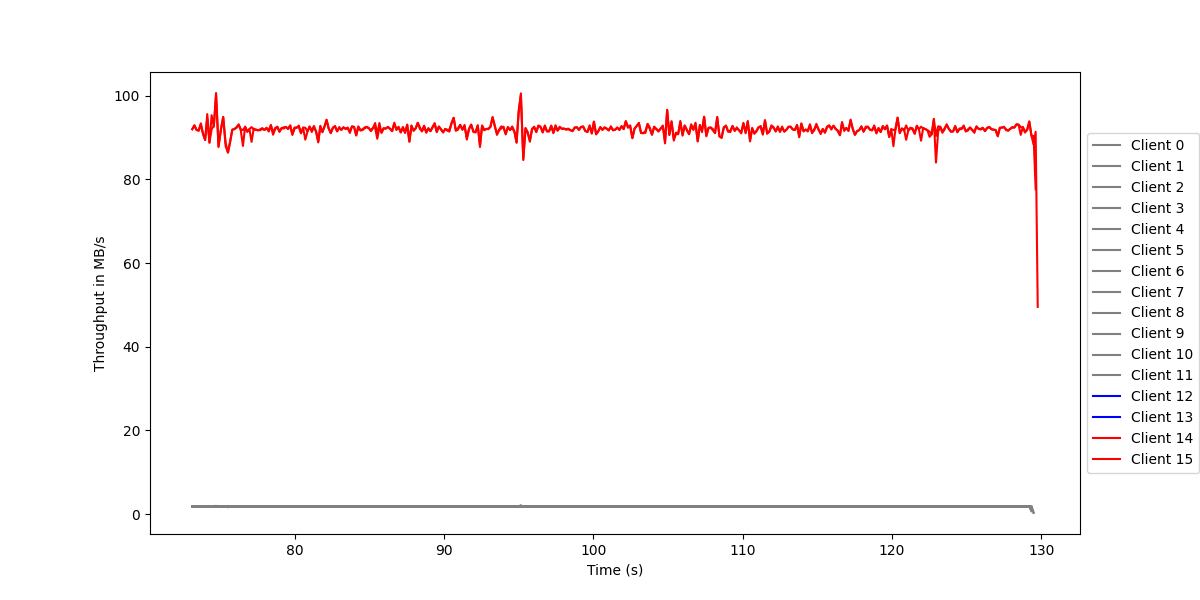 100
80
60
40
20
0
Throughput in MB/s
80 90 100 110 120 130
Time (s)
Client 0
Client 1
Client 2
Client 3
Client 4
Client 5
Client 6
Client 7
Client 8
Client 9
Client 10
Client 11
Client 12
Client 13
Client 14
Client 15